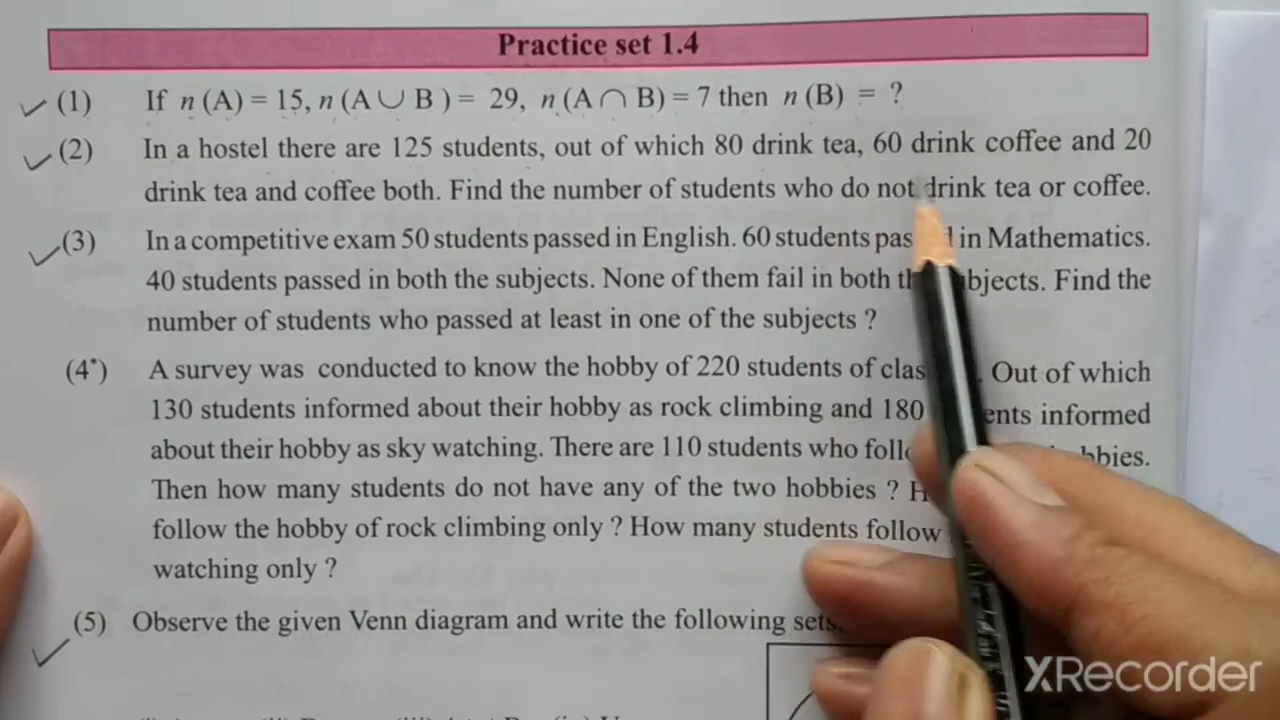 Practice set 1.4
(1) If n (A) = 15, n (A ∪ B ) = 29, n (A ∩ B) = 7 then n (B) = ?
(2) In a hostel there are 125 students, out of which 80 drink tea, 60 drink coffee and 20
drink tea and coffee both. Find the number of students who do not drink tea or coffee.
(3) In a competitive exam 50 students passed in English. 60 students in Mathematics.
40 students passed in both the subjects. None of them fail in both Find the
number of students who passed at least in one of the subjects ?
(4*) A survey was conducted to know the hobby of 220 students of Out of which
130 students informed about their hobby as rock climbing and 180 informed
about their hobby as sky watching. There are 110 students who
Then how many students do not have any of the two hobbies ?
follow the hobby of rock climbing only ? How many students follow
watching only ?
(5) Observe the given Venn diagram and write the following sets.
XRecorder